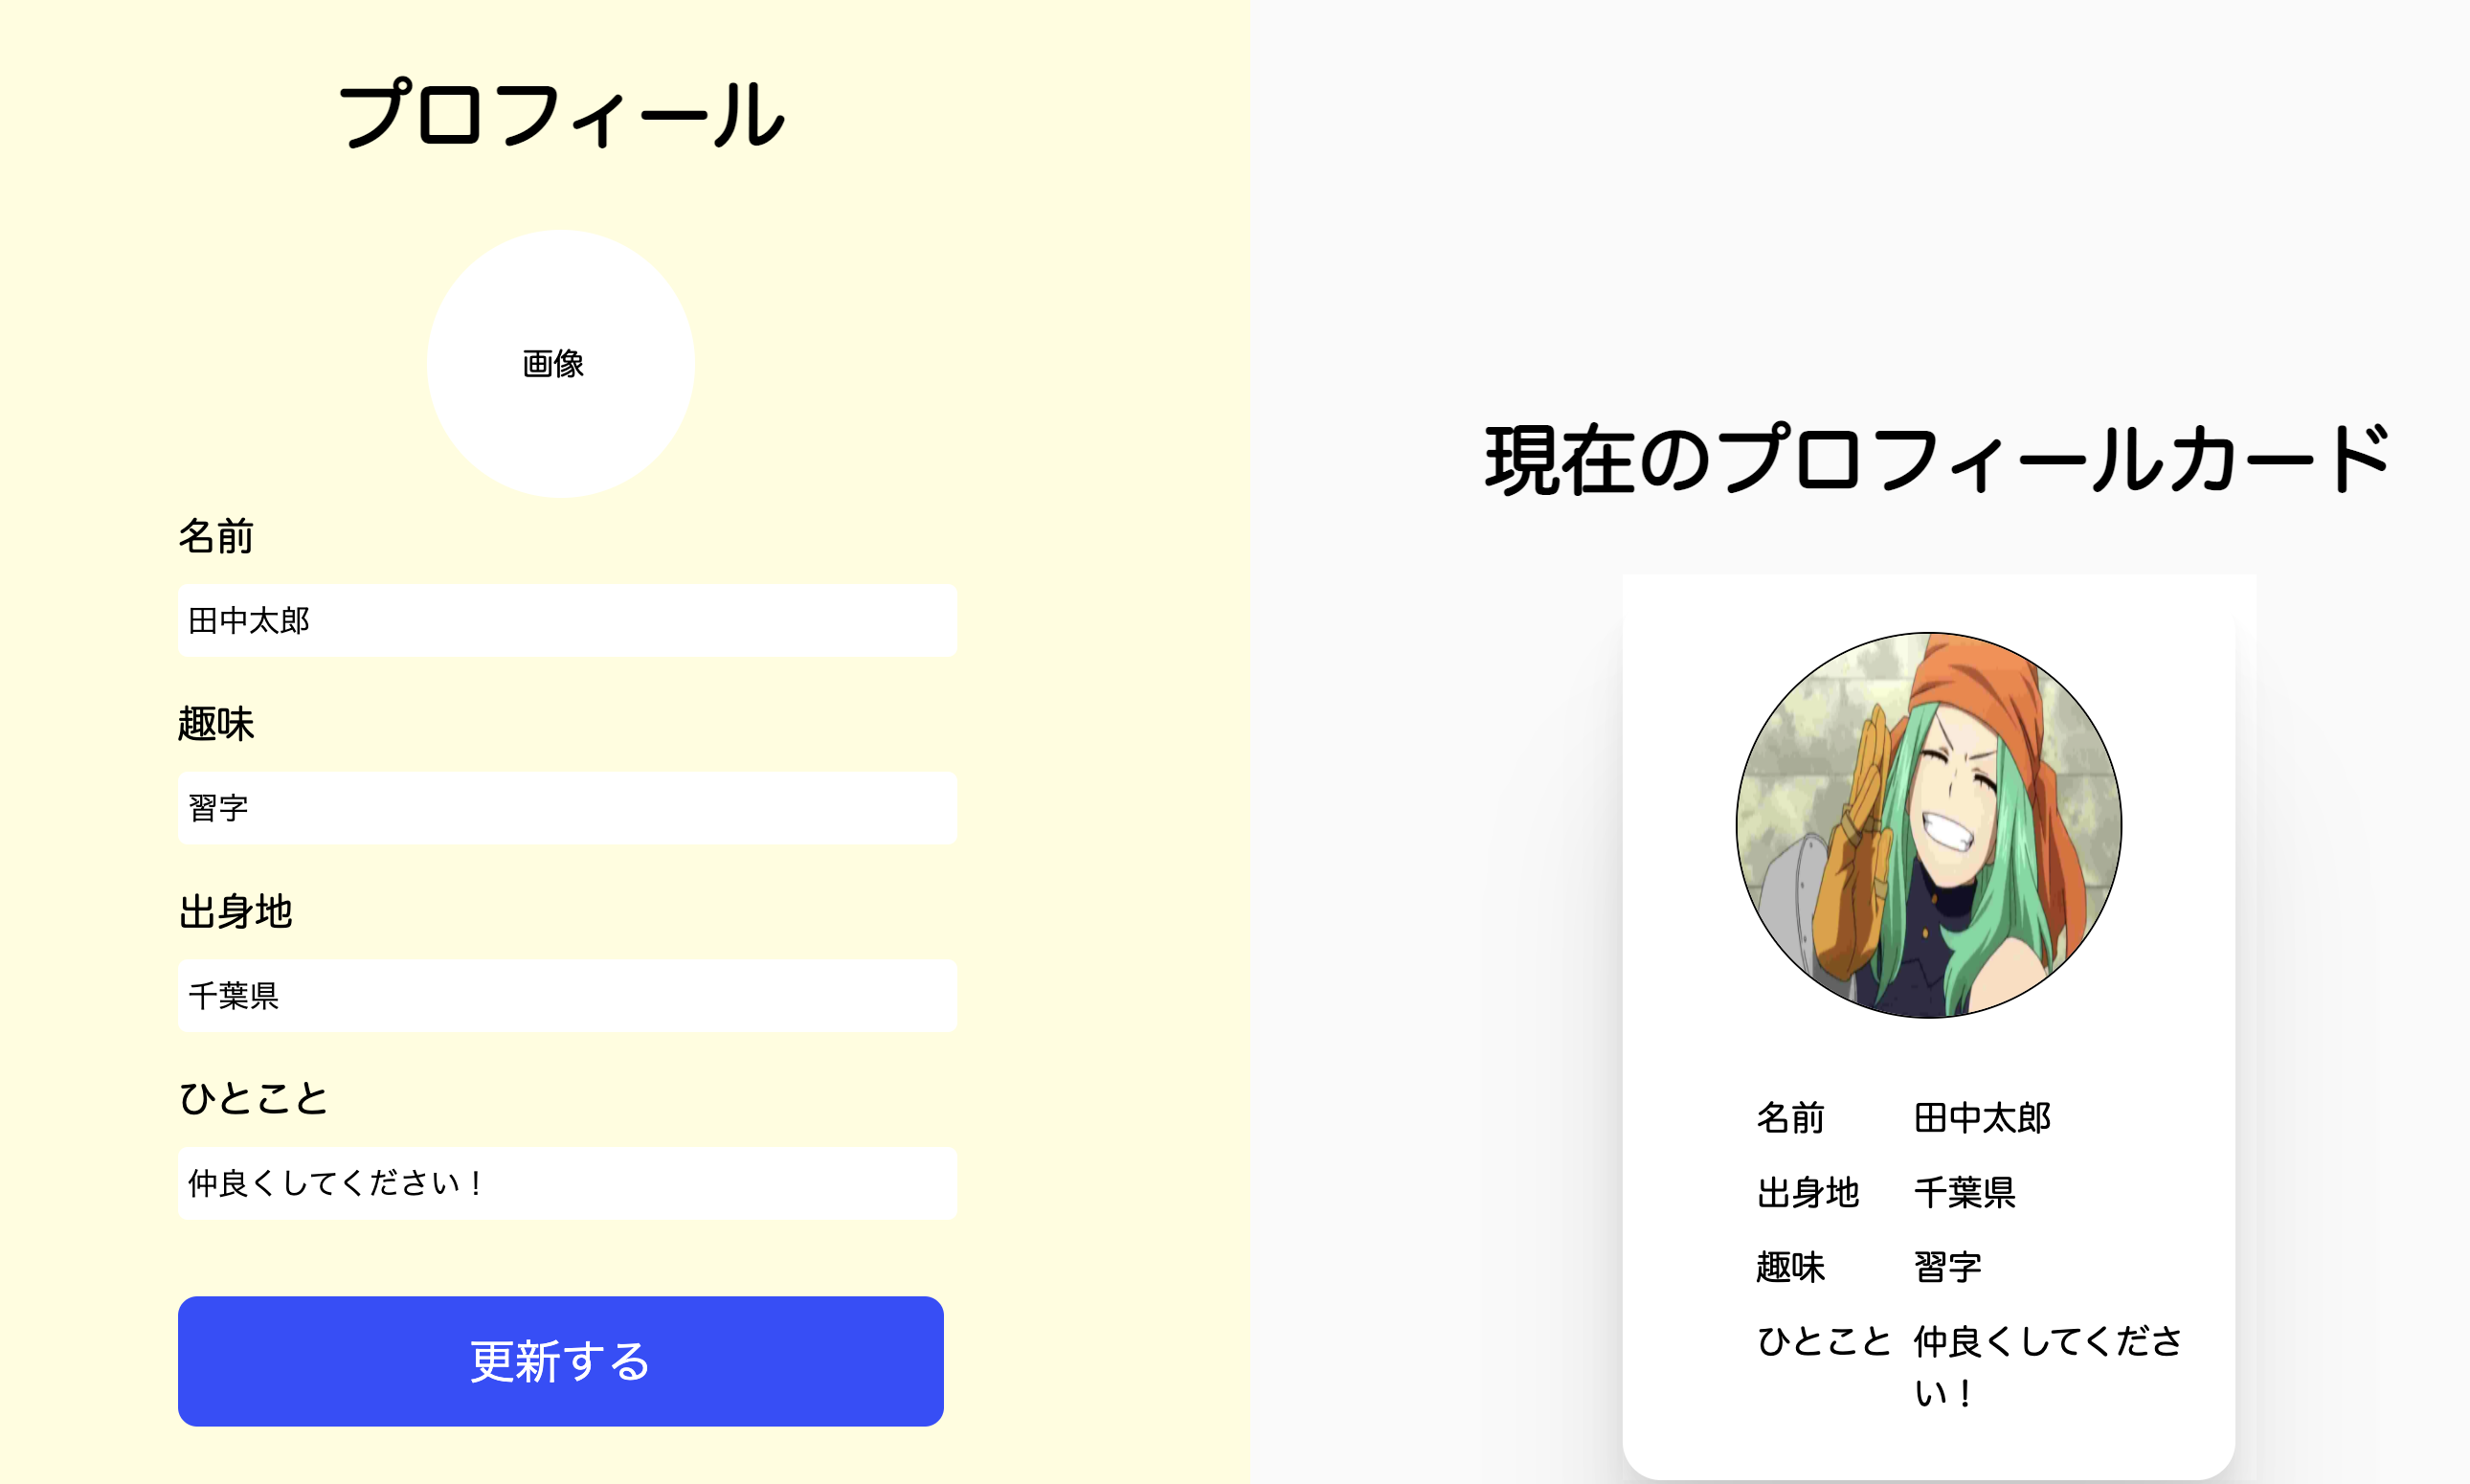 プロフィール
画像
名前
田中太郎
趣味
習字
出身地
千葉県
ひとこと
仲良くしてください！
更新する
現在のプロフィールカード
名前 田中太郎
出身地 千葉県
趣味 習字
ひとこと 仲良くしてくださ
い！